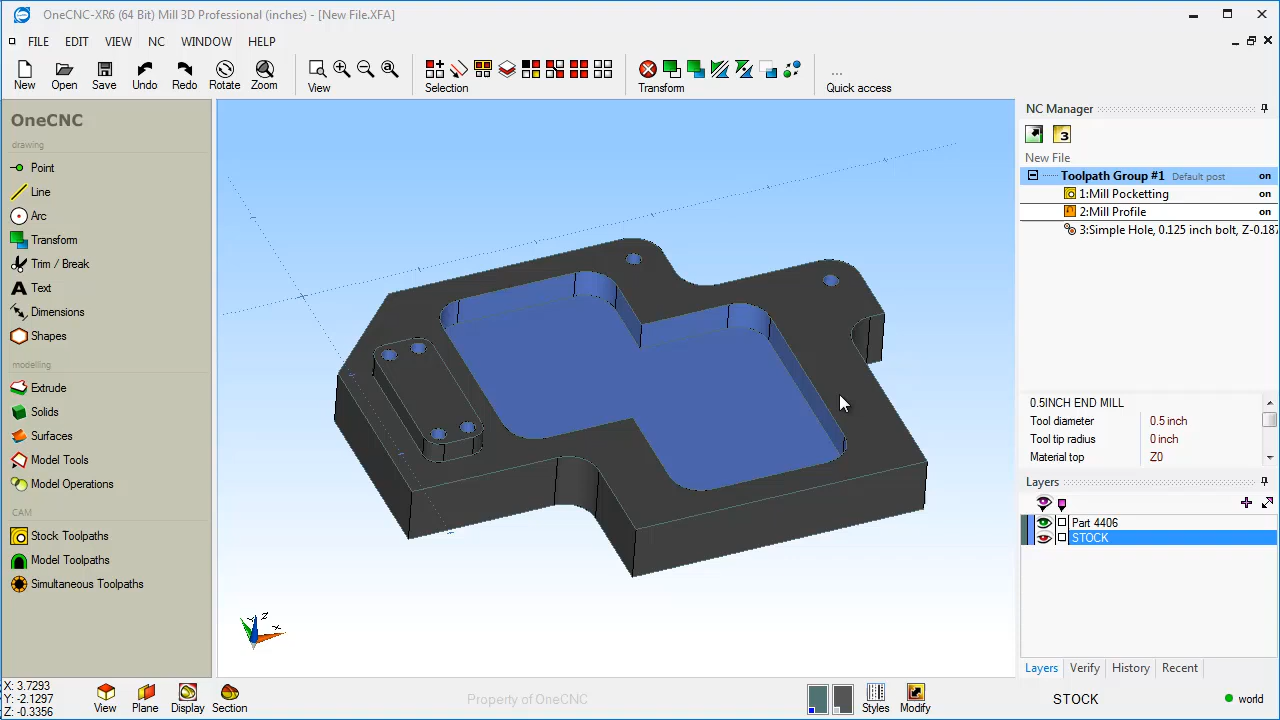 OneCNC-XR6 (64 Bit) Mill 3D Professional (inches) - [New File.XFA]
FILE EDIT VIEW NC WINDOW HELP
New Open Save Undo Redo Rotate Zoom View Selection Transform ... Quick access
OneCNC
drawing
Point
Line
Arc
Transform
Trim / Break
Text
Dimensions
Shapes
modelling
Extrude
Solids
Surfaces
Model Tools
Model Operations
CAM
Stock Toolpaths
Model Toolpaths
Simultaneous Toolpaths
z
x
NC Manager
3
New File
Toolpath Group #1 Default post on
1:Mill Pocketting on
2:Mill Profile on
3:Simple Hole, 0.125 inch bolt, Z-0.187
0.5INCH END MILL
Tool diameter 0.5 inch
Tool tip radius 0 inch
Material top Z0
Layers
Part 4406
STOCK
Layers Verify History Recent
X: 3.7293
Y: -2.1297
Z: -0.3356
View Plane Display Section
Property of OneCNC
Styles Modify
STOCK
world